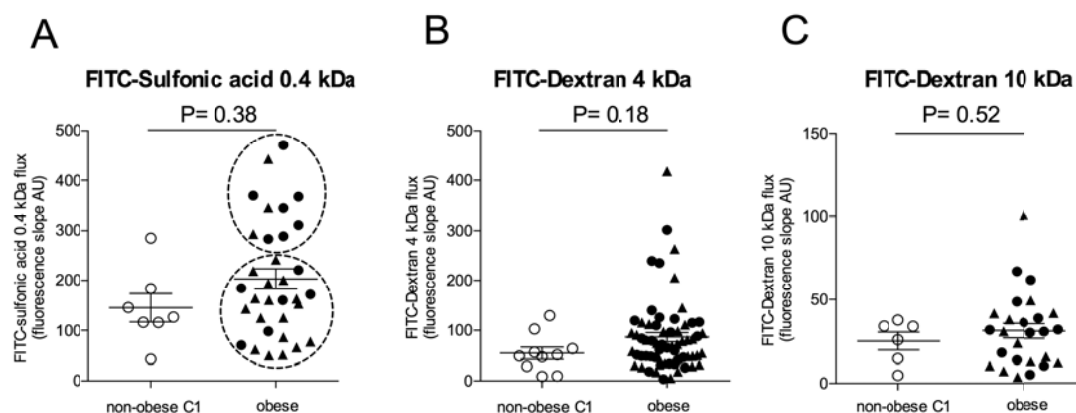 A
FITC-Sulfonic acid 0.4 kDa
P= 0.38
FITC-sulfonic acid 0.4 kDa flux
(fluorescence slope AU)
500
400
300
200
100
0
non-obese C1
obese
B
FITC-Dextran 4 kDa
P= 0.18
FITC-Dextran 4 kDa flux
(fluorescence slope AU)
500
400
300
200
100
0
non-obese C1
obese
C
FITC-Dextran 10 kDa
P= 0.52
FITC-Dextran 10 kDa flux
(fluorescence slope AU)
150
100
50
0
non-obese C1
obese